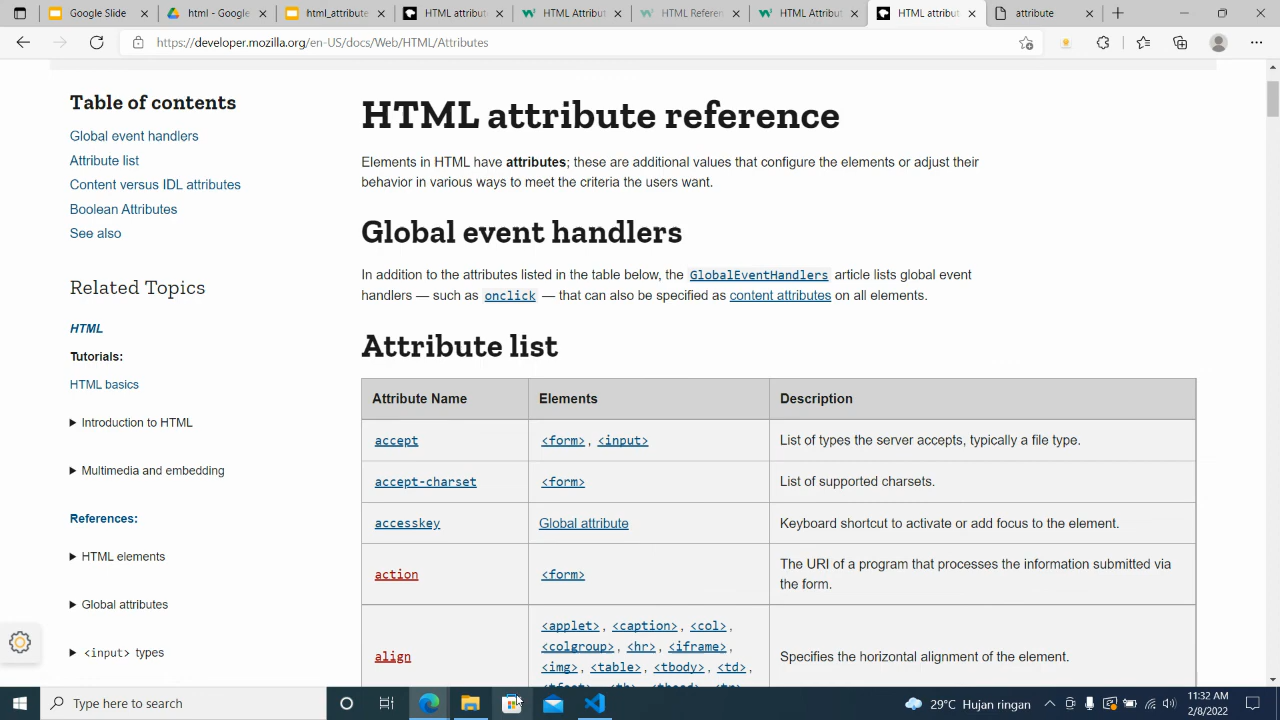 Google Slide
html - Google
html_attribute
HTML attribut
HTML Attribut
HTML Referen
HTML Attribut
HTML attribut
attribute
https://developer.mozilla.org/en-US/docs/Web/HTML/Attributes
Table of contents
Global event handlers
Attribute list
Content versus IDL attributes
Boolean Attributes
See also
Related Topics
HTML
Tutorials:
HTML basics
Introduction to HTML
Multimedia and embedding
References:
HTML elements
Global attributes
<input> types
HTML attribute reference
Elements in HTML have attributes; these are additional values that configure the elements or adjust their
behavior in various ways to meet the criteria the users want.
Global event handlers
In addition to the attributes listed in the table below, the GlobalEventHandlers article lists global event
handlers — such as onclick — that can also be specified as content attributes on all elements.
Attribute list
Attribute Name Elements Description
accept <form>, <input> List of types the server accepts, typically a file type.
accept-charset <form> List of supported charsets.
accesskey Global attribute Keyboard shortcut to activate or add focus to the element.
action <form> The URI of a program that processes the information submitted via
the form.
align <applet>, <caption>, <col>,
<colgroup>, <hr>, <iframe>,
<img>, <table>, <tbody>, <td>,
Specifies the horizontal alignment of the element.
Type here to search
29°C Hujan ringan
11:32 AM
2/8/2022